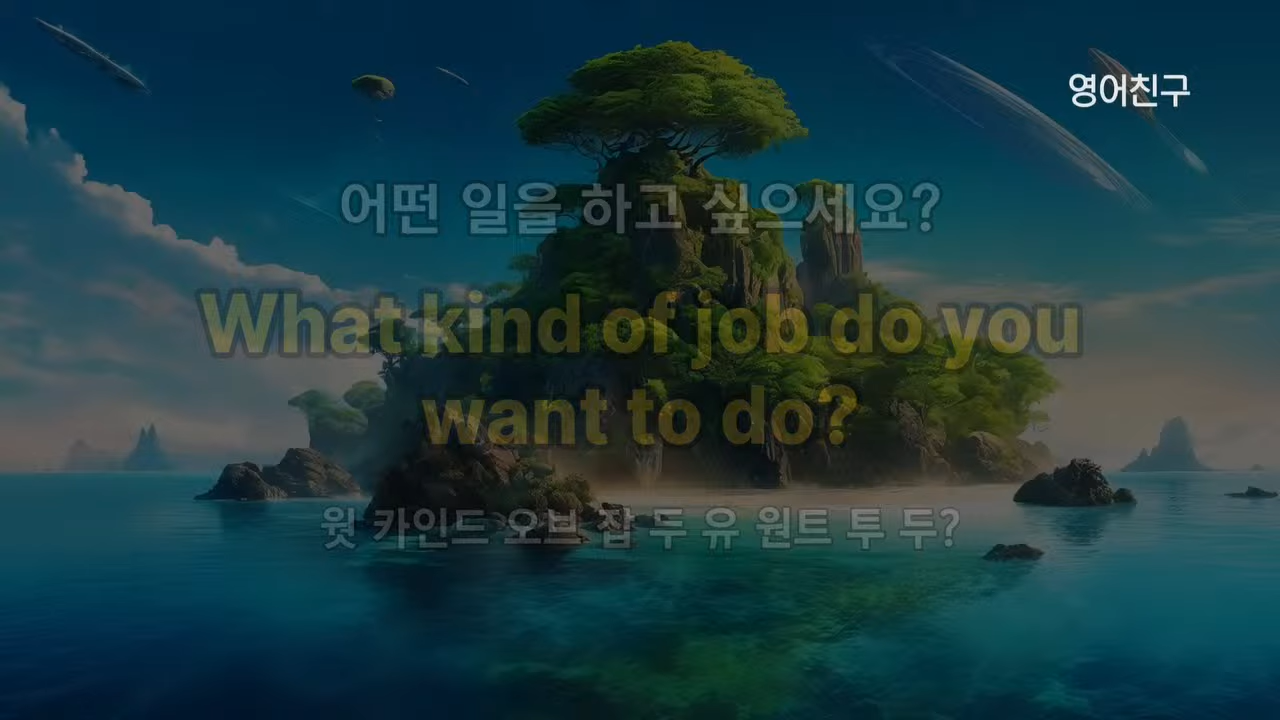 영어친구
어떤 일을 하고 싶으세요?
What kind of job do you
want to do?
웟 카인드 오브 잡 두 유 원트 투 두?